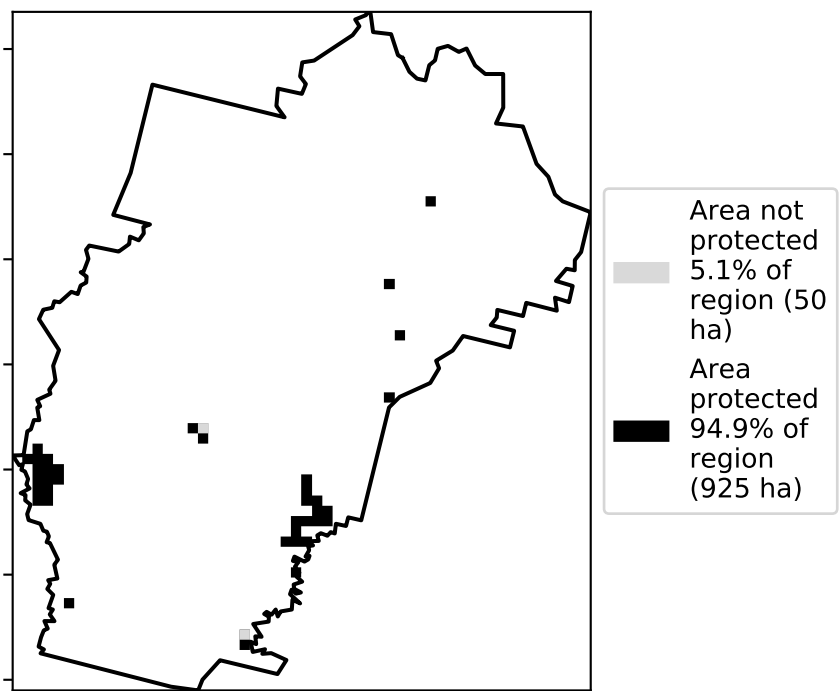 Area not
protected
5.1% of
region (50
ha)
Area
protected
94.9% of
region
(925 ha)